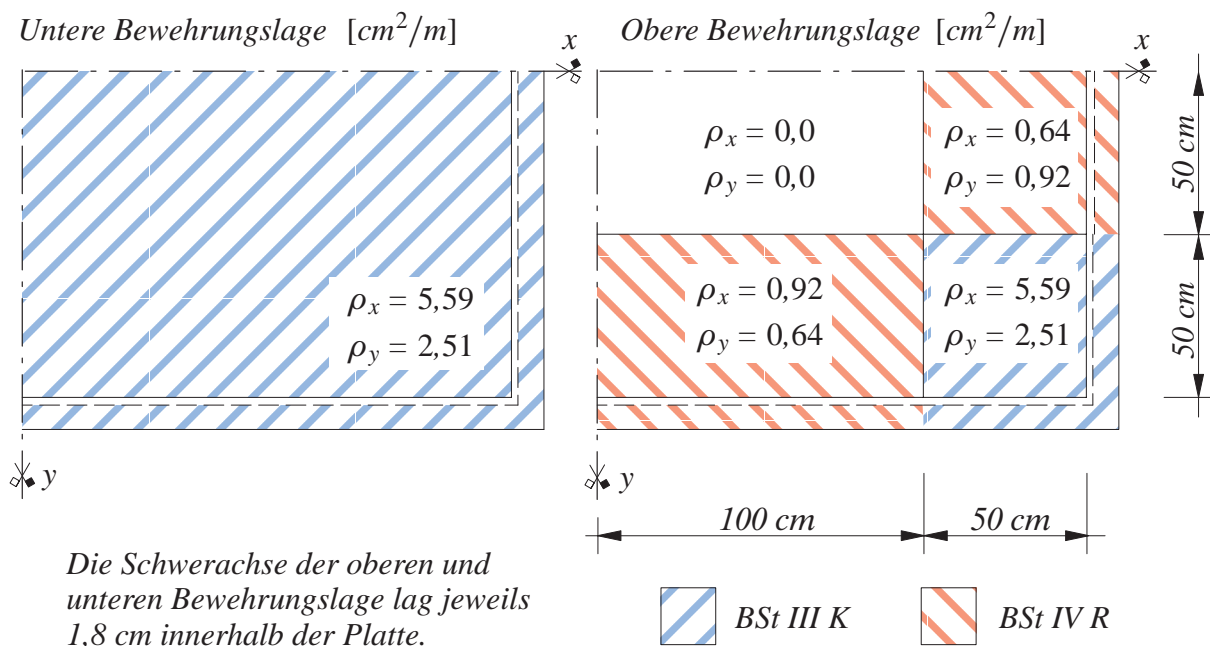 Untere Bewehrungslage [cm²/m]
x
ρx = 5,59
ρy = 2,51
y
Obere Bewehrungslage [cm²/m]
x
ρx = 0,0
ρy = 0,0
ρx = 0,64
ρy = 0,92
50 cm
ρx = 0,92
ρy = 0,64
ρx = 5,59
ρy = 2,51
50 cm
y
100 cm
50 cm
Die Schwerachse der oberen und
unteren Bewehrungslage lag jeweils
1,8 cm innerhalb der Platte.
BSt III K
BSt IV R